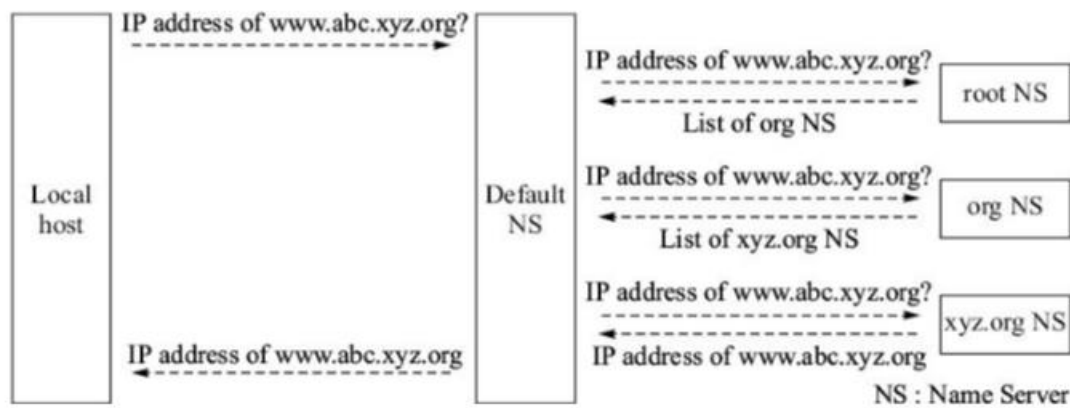 IP address of www.abc.xyz.org?
IP address of www.abc.xyz.org?
root NS
List of org NS
IP address of www.abc.xyz.org?
Local
host
Default
NS
org NS
List of xyz.org NS
IP address of www.abc.xyz.org?
xyz.org NS
IP address of www.abc.xyz.org
IP address of www.abc.xyz.org
NS : Name Server